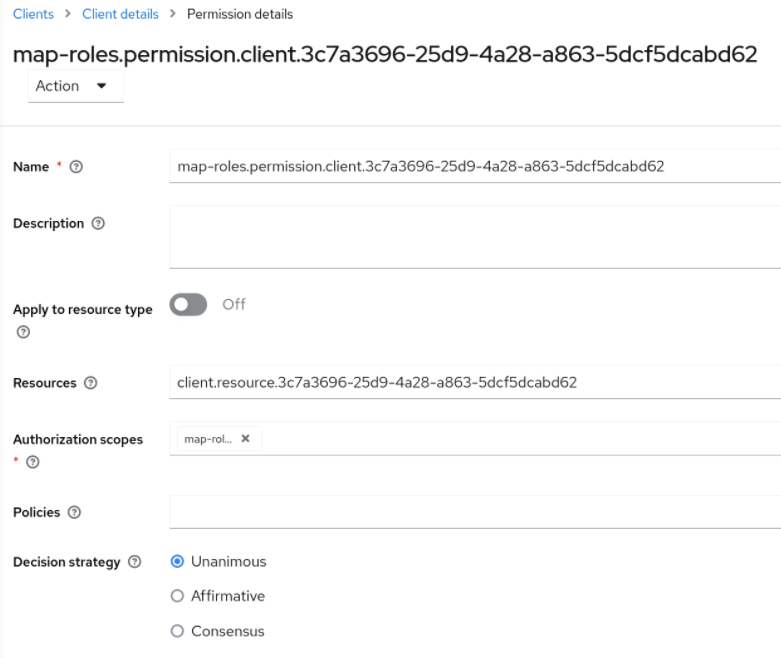 Clients > Client details > Permission details
map-roles.permission.client.3c7a3696-25d9-4a28-a863-5dcf5dcabd62
Action
Name * map-roles.permission.client.3c7a3696-25d9-4a28-a863-5dcf5dcabd62
Description
Apply to resource type Off
Resources client.resource.3c7a3696-25d9-4a28-a863-5dcf5dcabd62
Authorization scopes map-rol...
*
Policies
Decision strategy Unanimous
Affirmative
Consensus